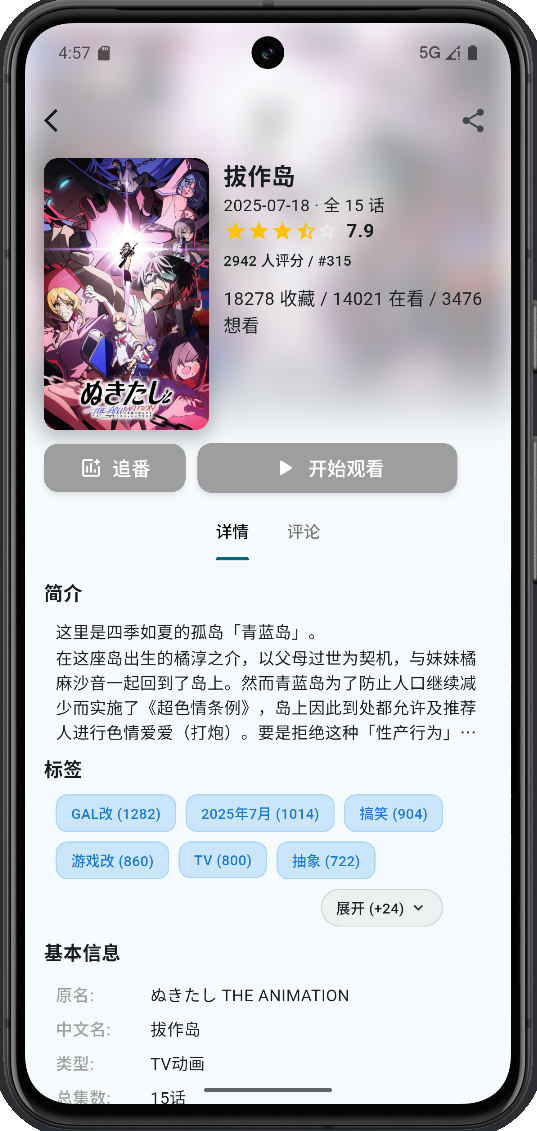 4:57
5G
拔作岛
2025-07-18 · 全 15 话
7.9
2942 人评分 / #315
18278 收藏 / 14021 在看 / 3476
想看
ぬきたし
THE ANIMATION
追番
开始观看
详情
评论
简介
这里是四季如夏的孤岛「青蓝岛」。
在这座岛出生的橘淳之介，以父母过世为契机，与妹妹橘
麻沙音一起回到了岛上。然而青蓝岛为了防止人口继续减
少而实施了《超色情条例》，岛上因此到处都允许及推荐
人进行色情爱爱（打炮）。要是拒绝这种「性产行为」…
标签
GAL改 (1282)
2025年7月 (1014)
搞笑 (904)
游戏改 (860)
TV (800)
抽象 (722)
展开 (+24)
基本信息
原名:
ぬきたし THE ANIMATION
中文名:
拔作岛
类型:
TV动画
总集数:
15话